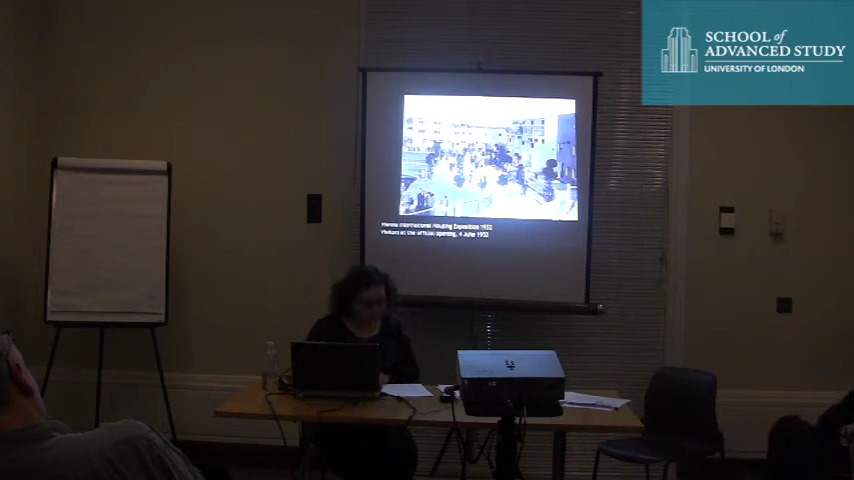 SCHOOL of
ADVANCED STUDY
UNIVERSITY OF LONDON
Vienna International Housing Exposition 1932
Visitors at the official opening, 4 June 1932